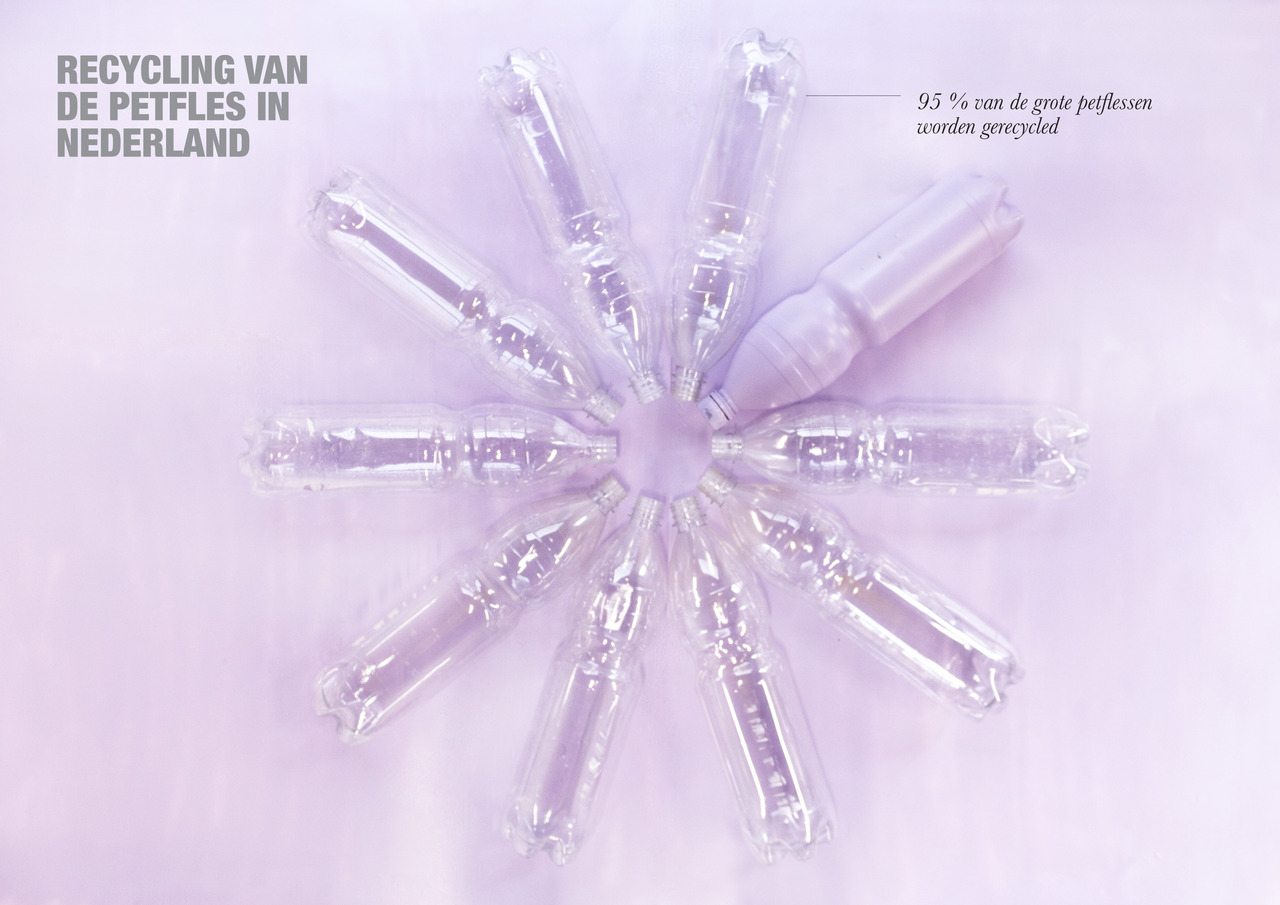 RECYCLING VAN
DE PETFLES IN
NEDERLAND
95 % van de grote petflessen
worden gerecycled